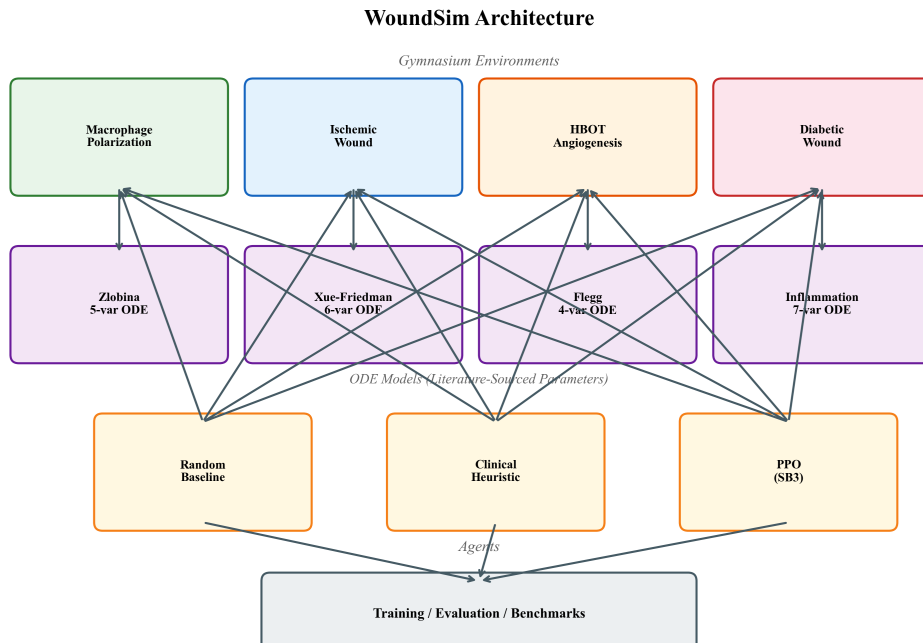 WoundSim Architecture
Gymnasium Environments
Macrophage
Polarization
Ischemic
Wound
HBOT
Angiogenesis
Diabetic
Wound
Zlobina
5-var ODE
Xue-Friedman
6-var ODE
Flegg
4-var ODE
Inflammation
7-var ODE
ODE Models (Literature-Sourced Parameters)
Random
Baseline
Clinical
Heuristic
PPO
(SB3)
Agents
Training / Evaluation / Benchmarks